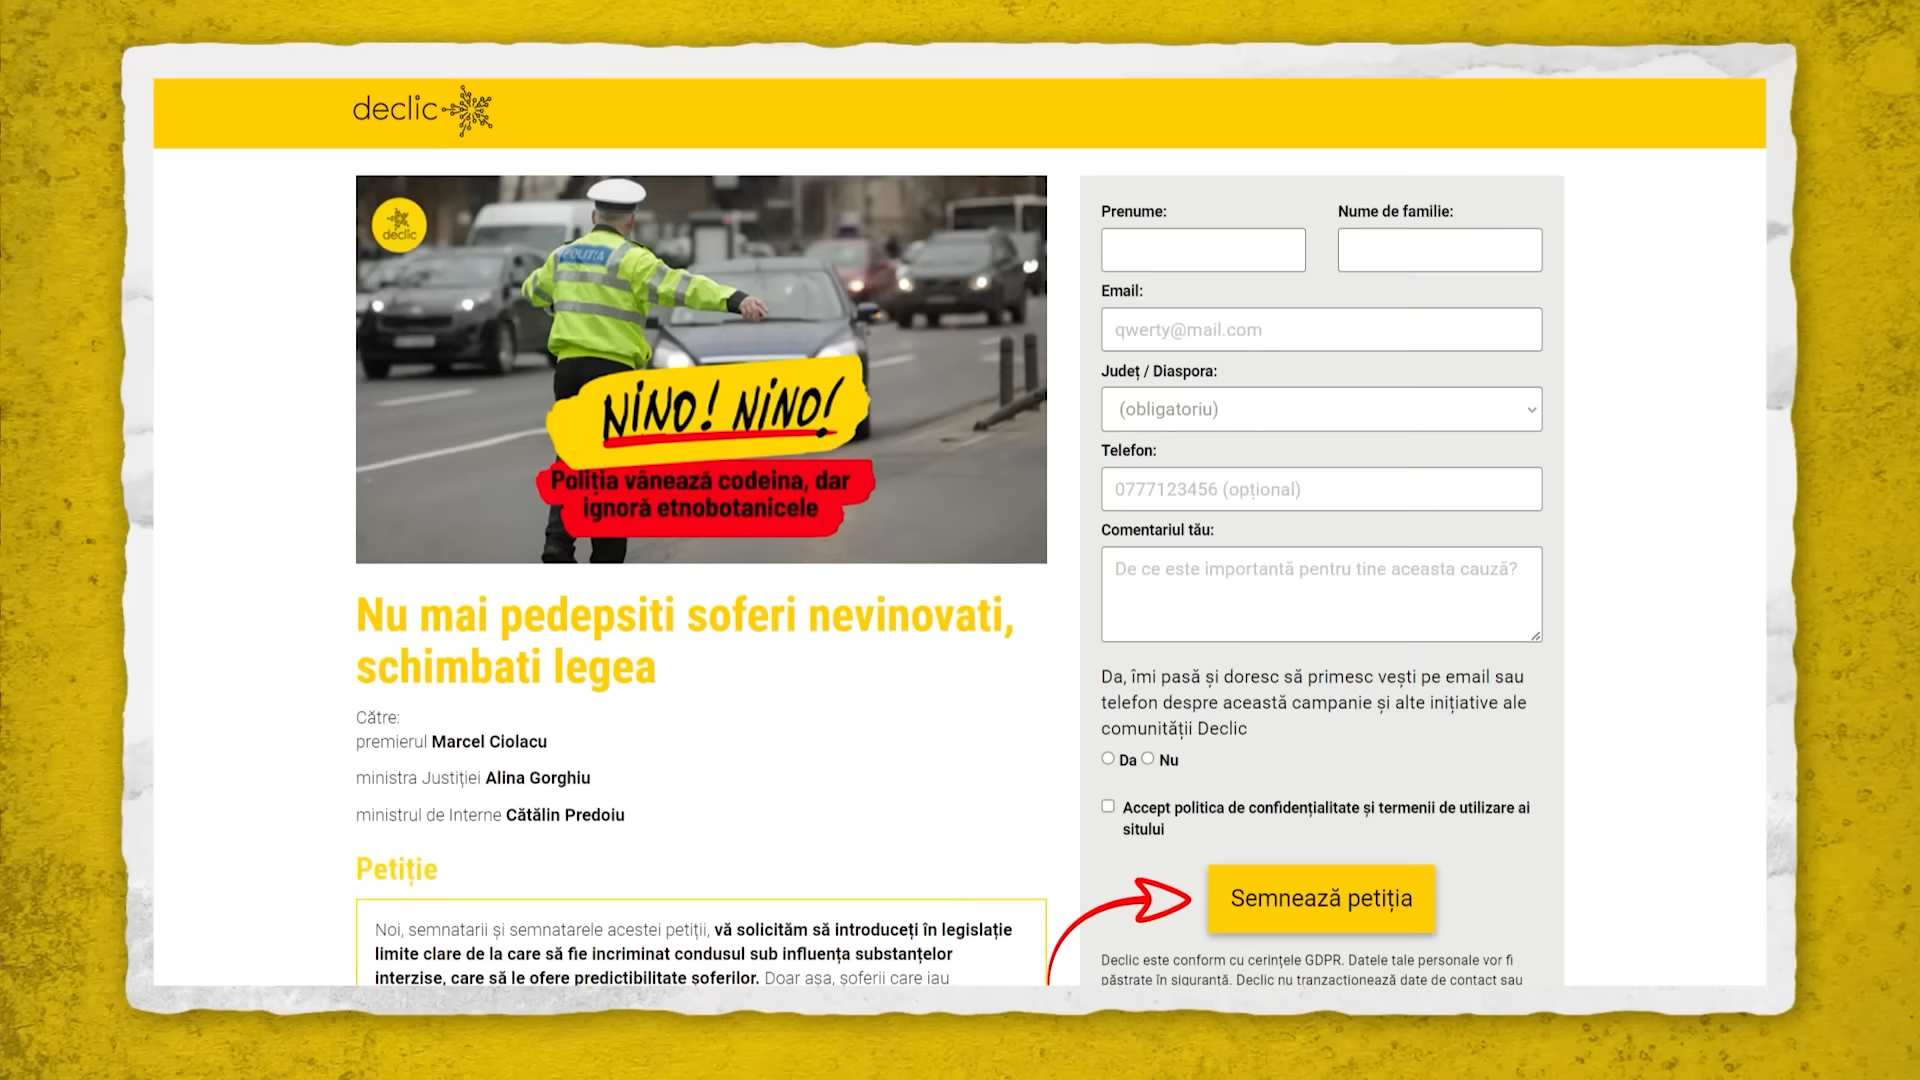 declic
declic
POLIȚIA
NINO! NINO!
Poliția vânează codeina, dar
ignoră etnobotanicele
Nu mai pedepsiti soferi nevinovati,
schimbati legea
Către:
premierul Marcel Ciolacu
ministra Justiției Alina Gorghiu
ministrul de Interne Cătălin Predoiu
Petiție
Noi, semnatarii și semnatarele acestei petiții, vă solicităm să introduceți în legislație
limite clare de la care să fie incriminat condusul sub influența substanțelor
interzise, care să le ofere predictibilitate șoferilor. Doar așa, șoferii care iau
Prenume:
Nume de familie:
Email:
qwerty@mail.com
Județ / Diaspora:
(obligatoriu)
Telefon:
0777123456 (opțional)
Comentariul tău:
De ce este importantă pentru tine aceasta cauză?
Da, îmi pasă și doresc să primesc vești pe email sau
telefon despre această campanie și alte inițiative ale
comunității Declic
Da Nu
Accept politica de confidențialitate și termenii de utilizare ai
sitului
Semnează petiția
Declic este conform cu cerințele GDPR. Datele tale personale vor fi
păstrate în siguranță. Declic nu tranzacționează date de contact sau